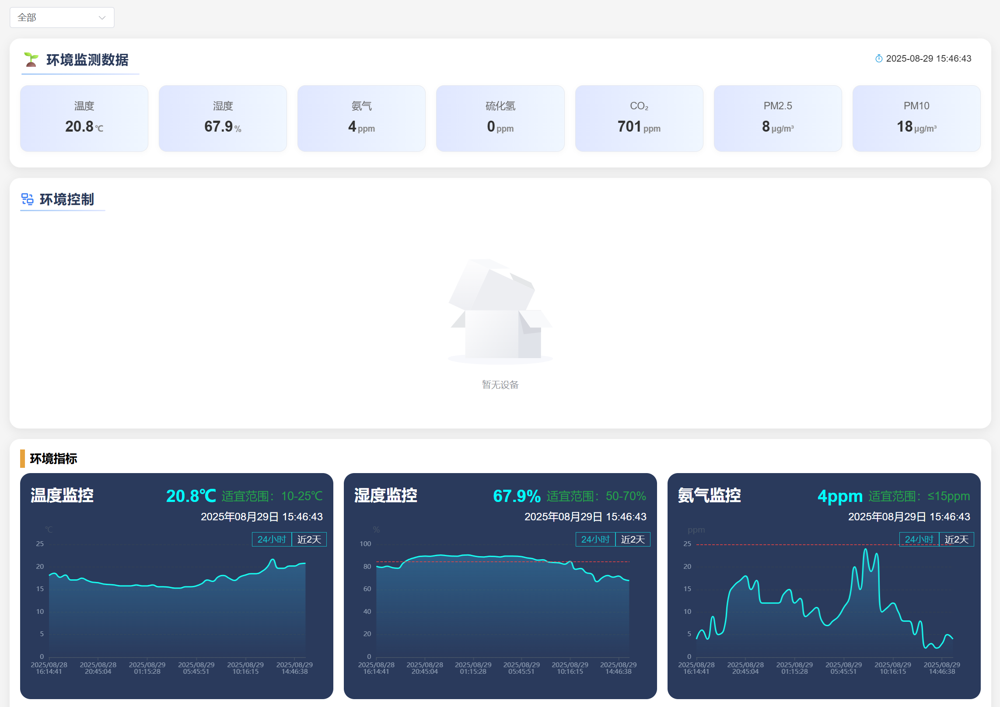 全部
环境监测数据
2025-08-29 15:46:43
温度
20.8℃
湿度
67.9%
氨气
4ppm
硫化氢
0ppm
CO₂
701ppm
PM2.5
8μg/m³
PM10
18μg/m³
环境控制
暂无设备
环境指标
温度监控
20.8℃ 适宜范围：10-25℃
2025年08月29日 15:46:43
24小时 近2天
℃
25
20
15
10
5
0
2025/08/28 16:14:41
2025/08/28 20:45:04
2025/08/29 01:15:28
2025/08/29 05:45:51
2025/08/29 10:16:15
2025/08/29 14:46:38
湿度监控
67.9% 适宜范围：50-70%
2025年08月29日 15:46:43
24小时 近2天
%
100
80
60
40
20
0
2025/08/28 16:14:41
2025/08/28 20:45:04
2025/08/29 01:15:28
2025/08/29 05:45:51
2025/08/29 10:16:15
2025/08/29 14:46:38
氨气监控
4ppm 适宜范围：≤15ppm
2025年08月29日 15:46:43
24小时 近2天
ppm
25
20
15
10
5
0
2025/08/28 16:14:41
2025/08/28 20:45:04
2025/08/29 01:15:28
2025/08/29 05:45:51
2025/08/29 10:16:15
2025/08/29 14:46:38